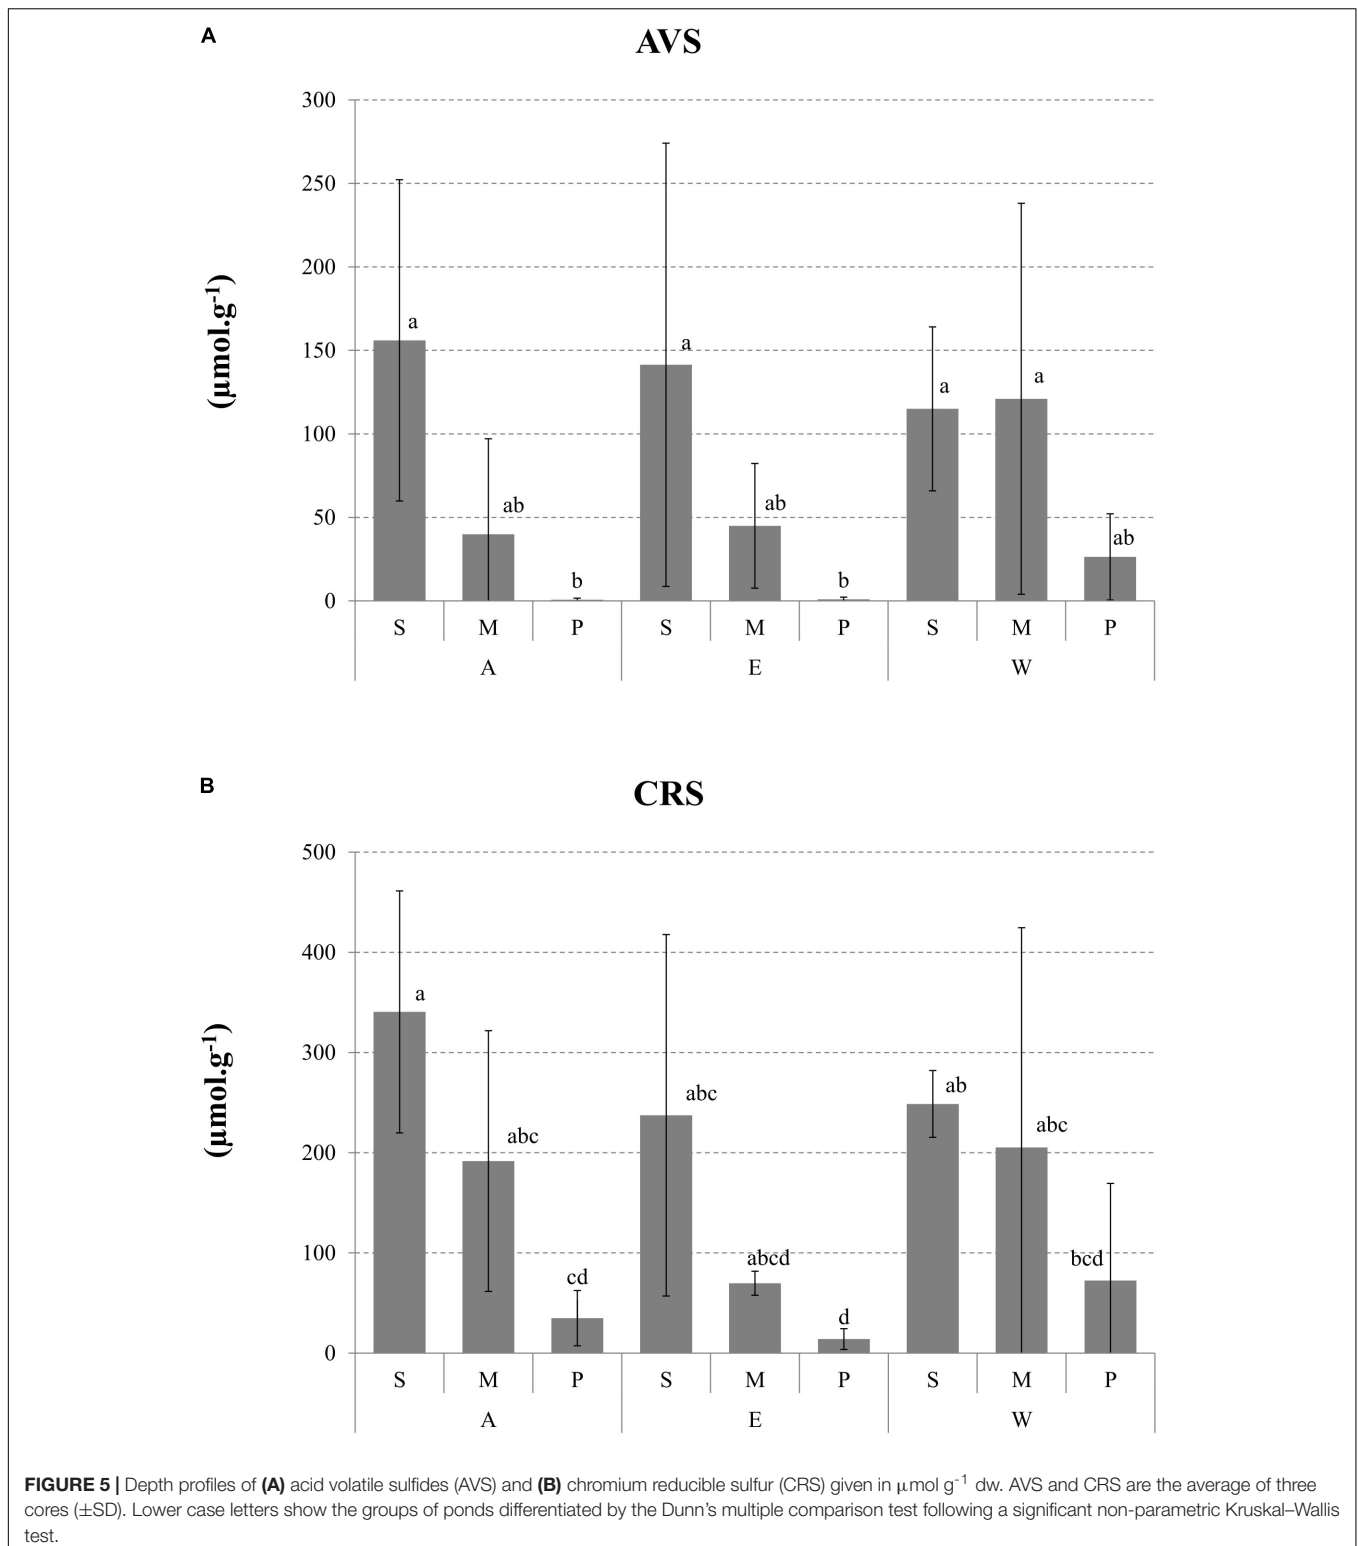 A
AVS
(μmol.g-1)
300
250
200
150
100
50
0
a
ab
b
a
ab
b
a
a
ab
S M P S M P S M P
A E W
B
CRS
(μmol.g-1)
500
400
300
200
100
0
a
abc
cd
abc
abcd
d
ab
abc
bcd
S M P S M P S M P
A E W
FIGURE 5 | Depth profiles of (A) acid volatile sulfides (AVS) and (B) chromium reducible sulfur (CRS) given in μmol g-1 dw. AVS and CRS are the average of three
cores (±SD). Lower case letters show the groups of ponds differentiated by the Dunn's multiple comparison test following a significant non-parametric Kruskal–Wallis
test.